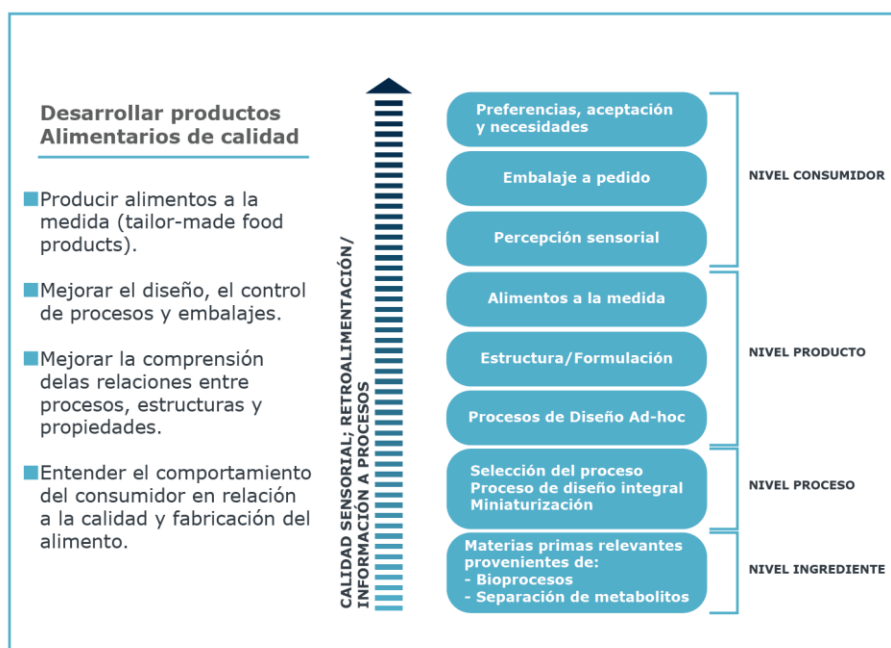 Desarrollar productos
Alimentarios de calidad
Producir alimentos a la
medida (tailor-made food
products).
Mejorar el diseño, el control
de procesos y embalajes.
Mejorar la comprensión
delas relaciones entre
procesos, estructuras y
propiedades.
Entender el comportamiento
del consumidor en relación
a la calidad y fabricación del
alimento.
CALIDAD SENSORIAL; RETROALIMENTACIÓN/
INFORMACIÓN A PROCESOS
Preferencias, aceptación
y necesidades
Embalaje a pedido
Percepción sensorial
NIVEL CONSUMIDOR
Alimentos a la medida
Estructura/Formulación
Procesos de Diseño Ad-hoc
NIVEL PRODUCTO
Selección del proceso
Proceso de diseño integral
Miniaturización
NIVEL PROCESO
Materias primas relevantes
provenientes de:
- Bioprocesos
- Separación de metabolitos
NIVEL INGREDIENTE